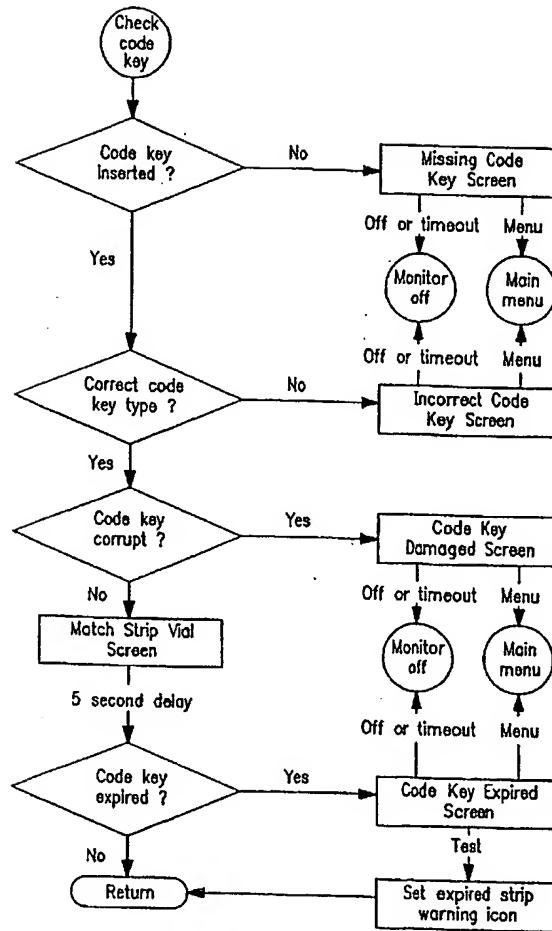 Check
code
key
Code key
inserted ?
No
Missing Code
Key Screen
Off or timeout
Menu
Yes
Monitor
off
Main
menu
Off or timeout
Menu
Correct code
key type ?
No
Incorrect Code
Key Screen
Yes
Code key
corrupt ?
Yes
Code Key
Damaged Screen
No
Off or timeout
Menu
Match Strip Vial
Screen
Monitor
off
Main
menu
5 second delay
Off or timeout
Menu
Code key
expired ?
Yes
Code Key Expired
Screen
No
Test
Return
Set expired strip
warning icon